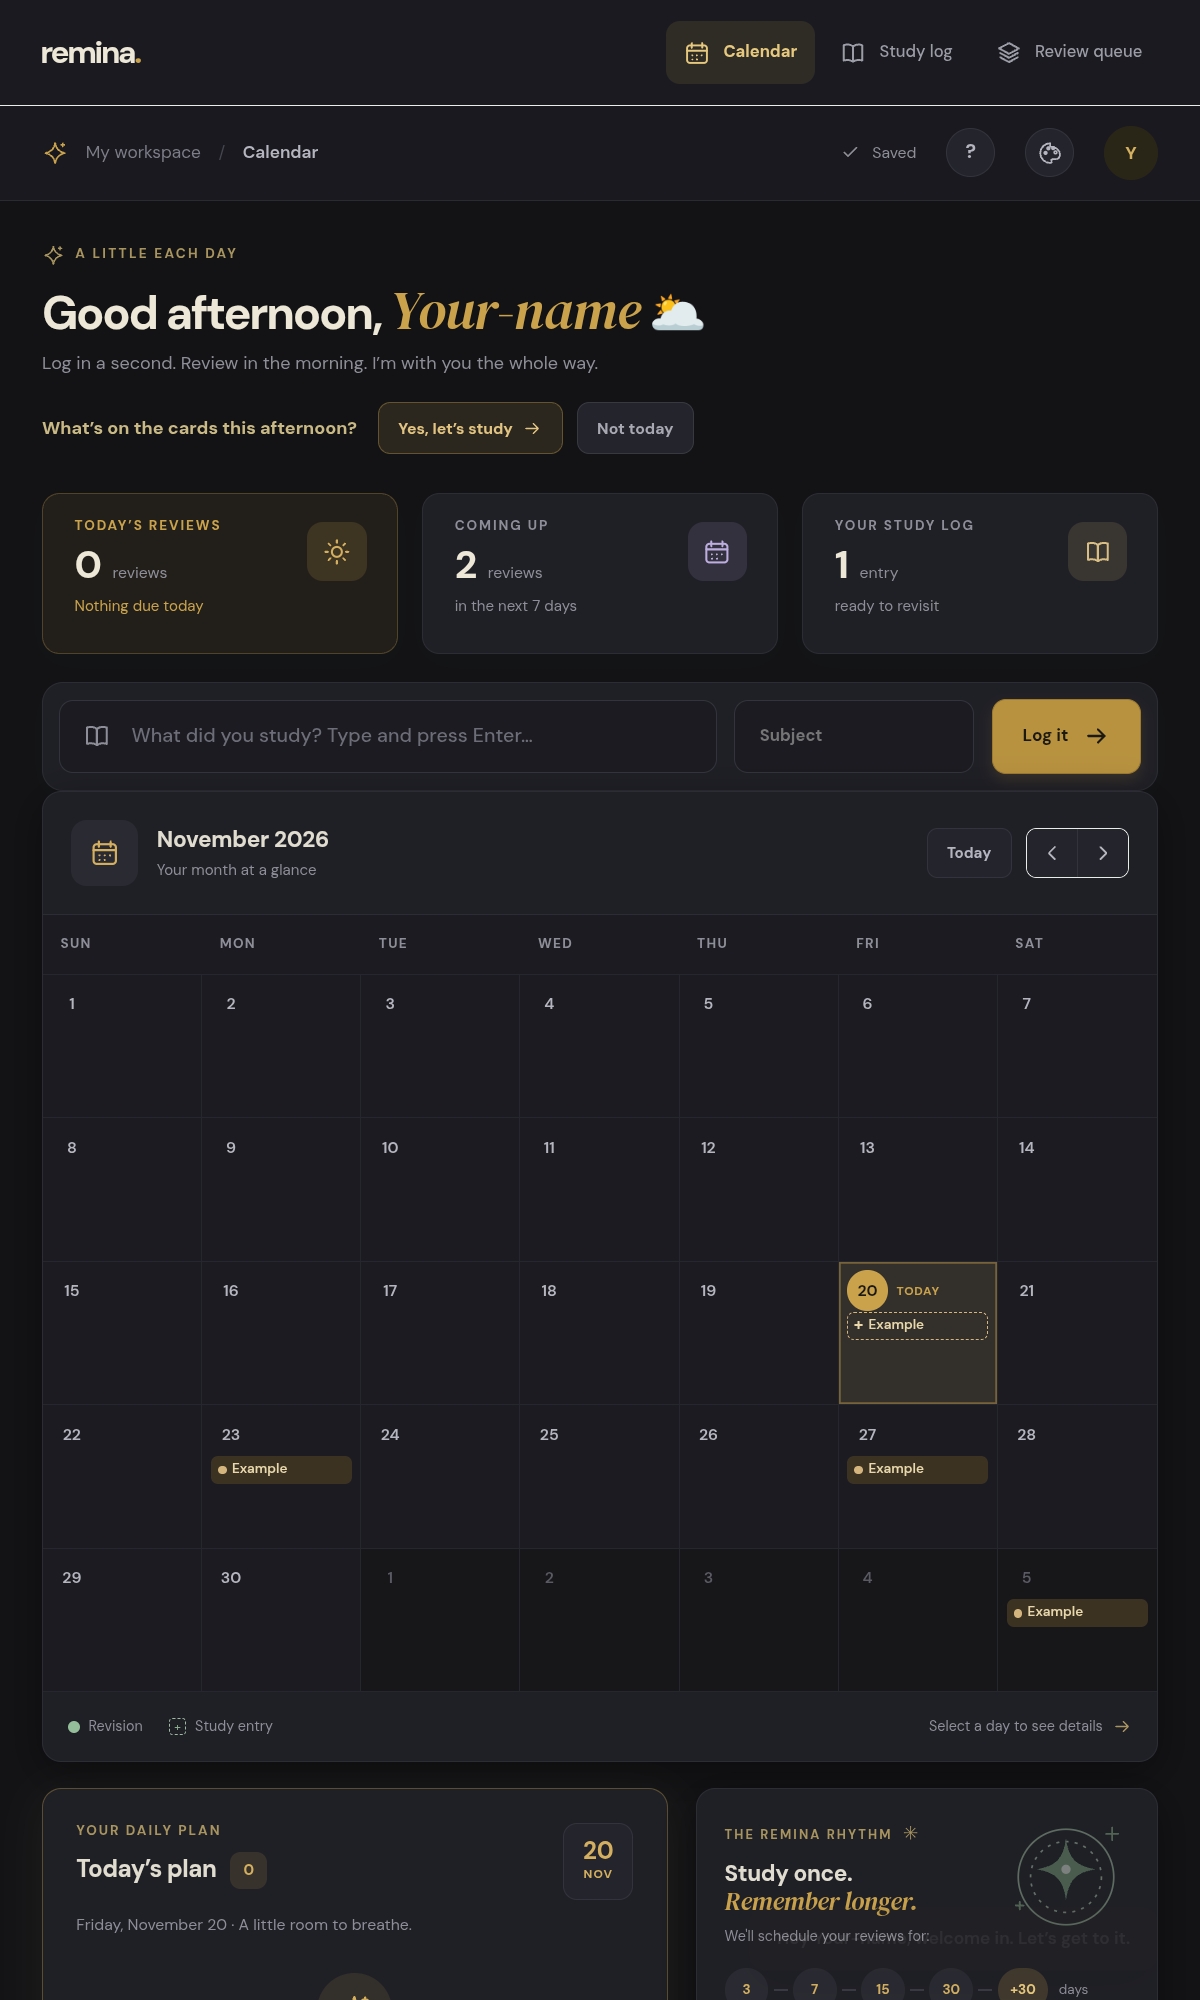 remina.
Calendar
Study log
Review queue
My workspace / Calendar
Saved
?
Y
A LITTLE EACH DAY
Good afternoon, Your-name
Log in a second. Review in the morning. I’m with you the whole way.
What’s on the cards this afternoon?
Yes, let’s study →
Not today
TODAY’S REVIEWS
0 reviews
Nothing due today
COMING UP
2 reviews
in the next 7 days
YOUR STUDY LOG
1 entry
ready to revisit
What did you study? Type and press Enter…
Subject
Log it →
November 2026
Your month at a glance
Today
SUN MON TUE WED THU FRI SAT
1 2 3 4 5 6 7
8 9 10 11 12 13 14
15 16 17 18 19 20 TODAY 21
+ Example
22 23 24 25 26 27 28
Example Example
29 30 1 2 3 4 5
Example
Revision
+ Study entry
Select a day to see details →
YOUR DAILY PLAN
Today’s plan 0
20
NOV
Friday, November 20 · A little room to breathe.
THE REMINA RHYTHM
Study once.
Remember longer.
We'll schedule your reviews for:
welcome in. Let’s get to it.
3 — 7 — 15 — 30 — +30 days